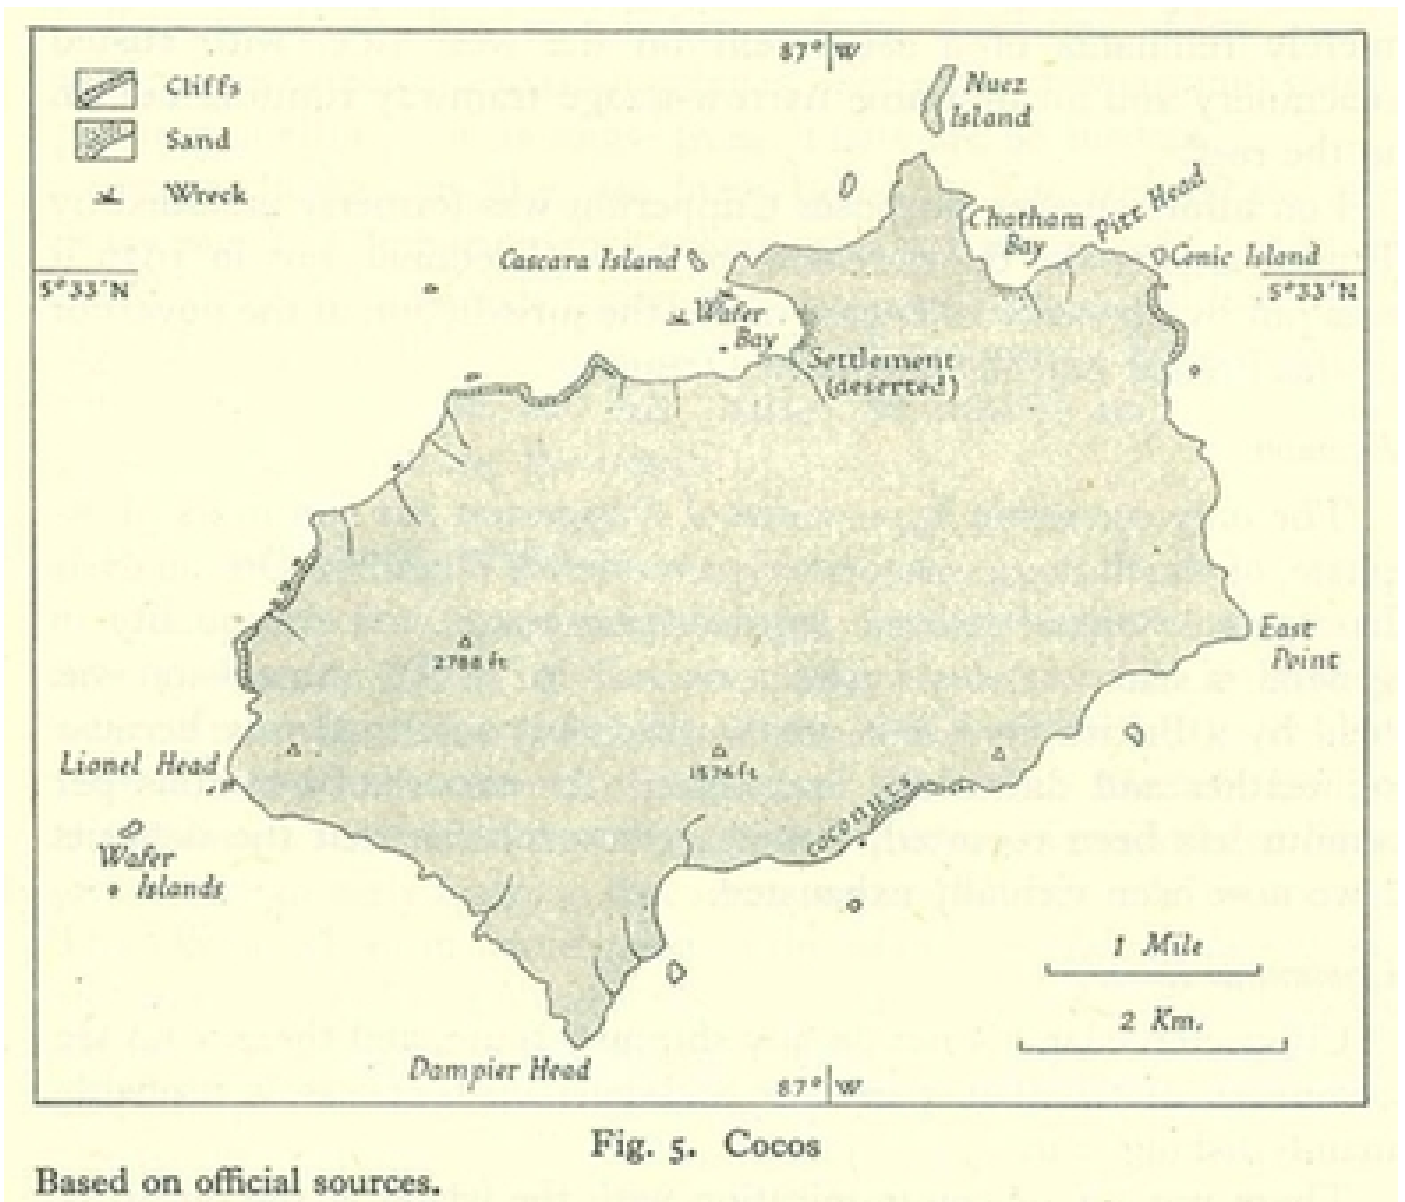 87° W
Cliffs
Sand
Wreck
Nuez
Island
Chatham
Bay
Pitt Head
Cascara Island
Conic Island
5°33'N
5°33'N
Wafer
Bay
Settlement
(deserted)
2788 ft
East
Point
Lionel Head
1574 ft
coconuts
Wafer
Islands
1 Mile
2 Km.
Dampier Head
87° W
Fig. 5. Cocos
Based on official sources.